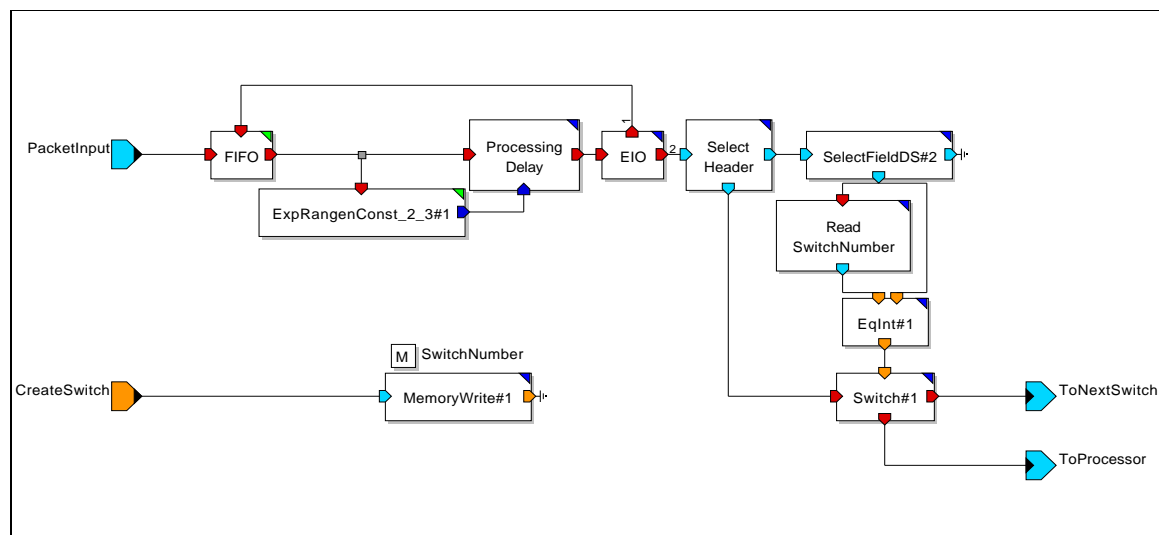 1
PacketInput
FIFO
Processing
Delay
EIO
2
Select
Header
SelectFieldDS#2
ExpRangenConst_2_3#1
Read
SwitchNumber
EqInt#1
M
SwitchNumber
CreateSwitch
MemoryWrite#1
Switch#1
ToNextSwitch
ToProcessor